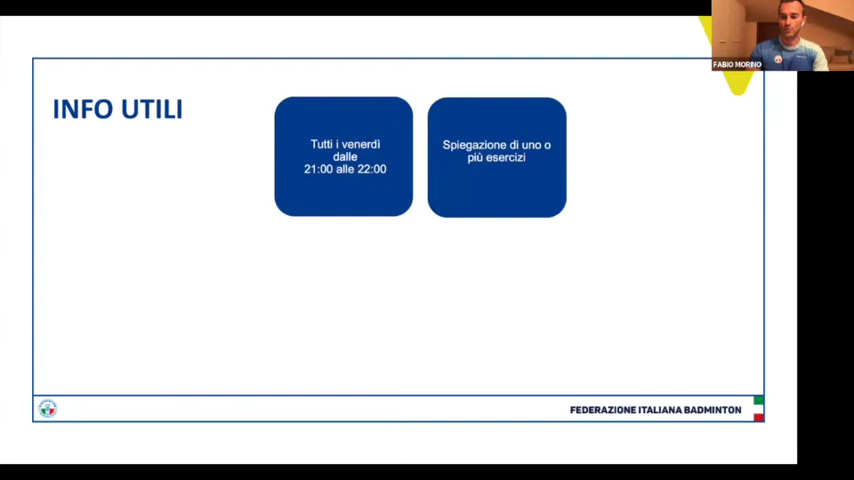 FABIO MORINO
INFO UTILI
Tutti i venerdì
dalle
21:00 alle 22:00
Spiegazione di uno o
più esercizi
FEDERAZIONE ITALIANA BADMINTON